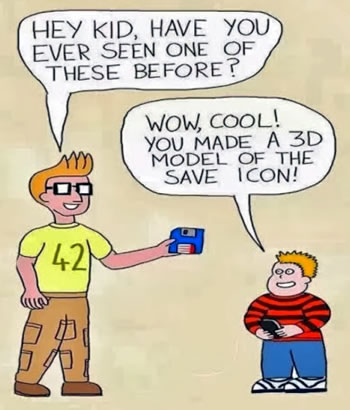 HEY KID, HAVE YOU
EVER SEEN ONE OF
THESE BEFORE?
WOW, COOL!
YOU MADE A 3D
MODEL OF THE
SAVE ICON!
42